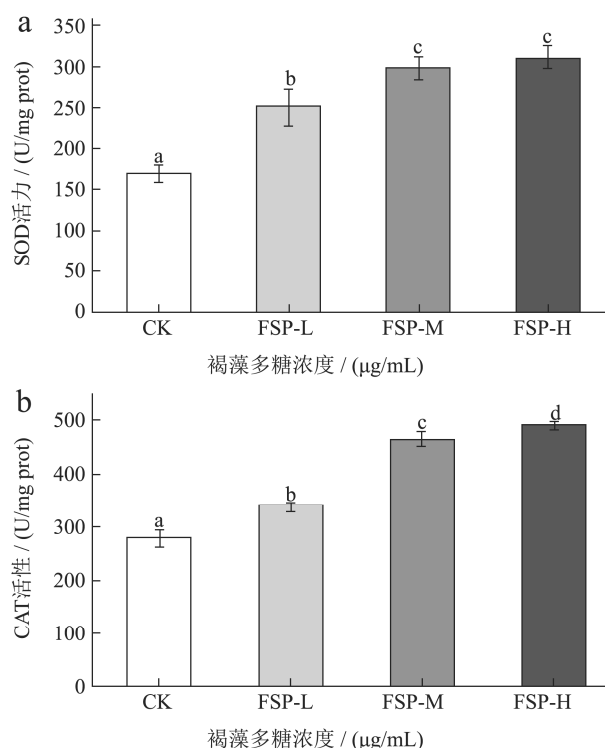 a
SOD活力 / (U/mg prot)
350
300
250
200
150
100
50
0
a
b
c
c
CK FSP-L FSP-M FSP-H
褐藻多糖浓度 / (μg/mL)
b
CAT活性 / (U/mg prot)
500
400
300
200
100
0
a
b
c
d
CK FSP-L FSP-M FSP-H
褐藻多糖浓度 / (μg/mL)